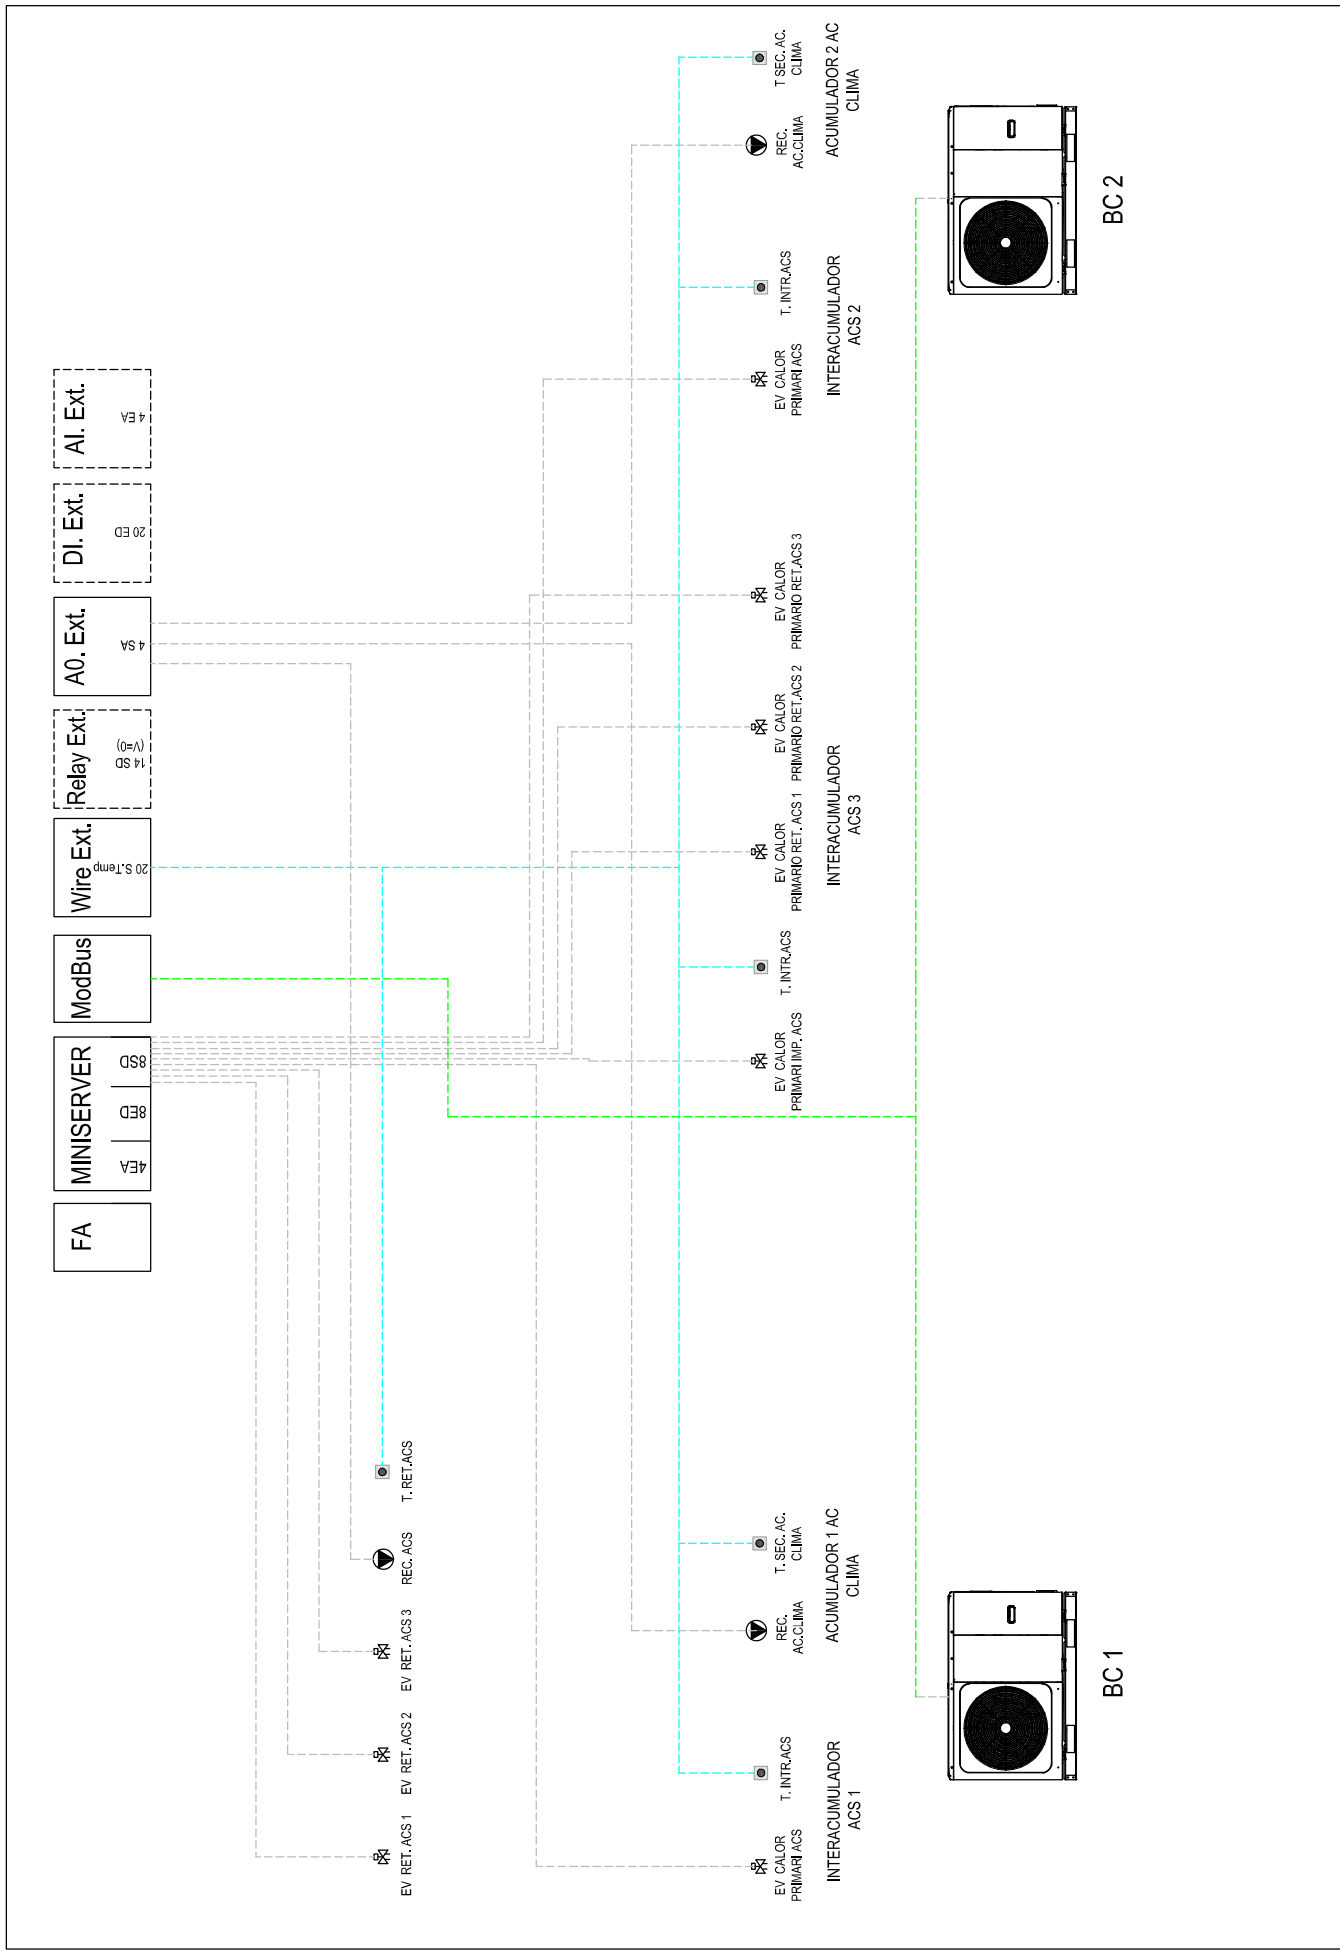 FA
MINISERVER
4EA
8ED
8SD
ModBus
Wire Ext.
20 S.Temp
Relay Ext.
14 SD
(V=0)
A0. Ext.
4 SA
DI. Ext.
20 ED
AI. Ext.
4 EA
EV RET. ACS 1
EV RET. ACS 2
EV RET. ACS 3
REC. ACS
T. RET.ACS
EV CALOR
PRIMARI ACS
T. INTR.ACS
INTERACUMULADOR
ACS 1
REC.
AC.CLIMA
T. SEC. AC.
CLIMA
ACUMULADOR 1 AC
CLIMA
EV CALOR
PRIMARI IMP. ACS
T. INTR.ACS
EV CALOR
PRIMARIO RET. ACS 1
EV CALOR
PRIMARIO RET.ACS 2
EV CALOR
PRIMARIO RET.ACS 3
INTERACUMULADOR
ACS 3
EV CALOR
PRIMARI ACS
T. INTR.ACS
INTERACUMULADOR
ACS 2
REC.
AC.CLIMA
T SEC. AC.
CLIMA
ACUMULADOR 2 AC
CLIMA
BC 1
BC 2